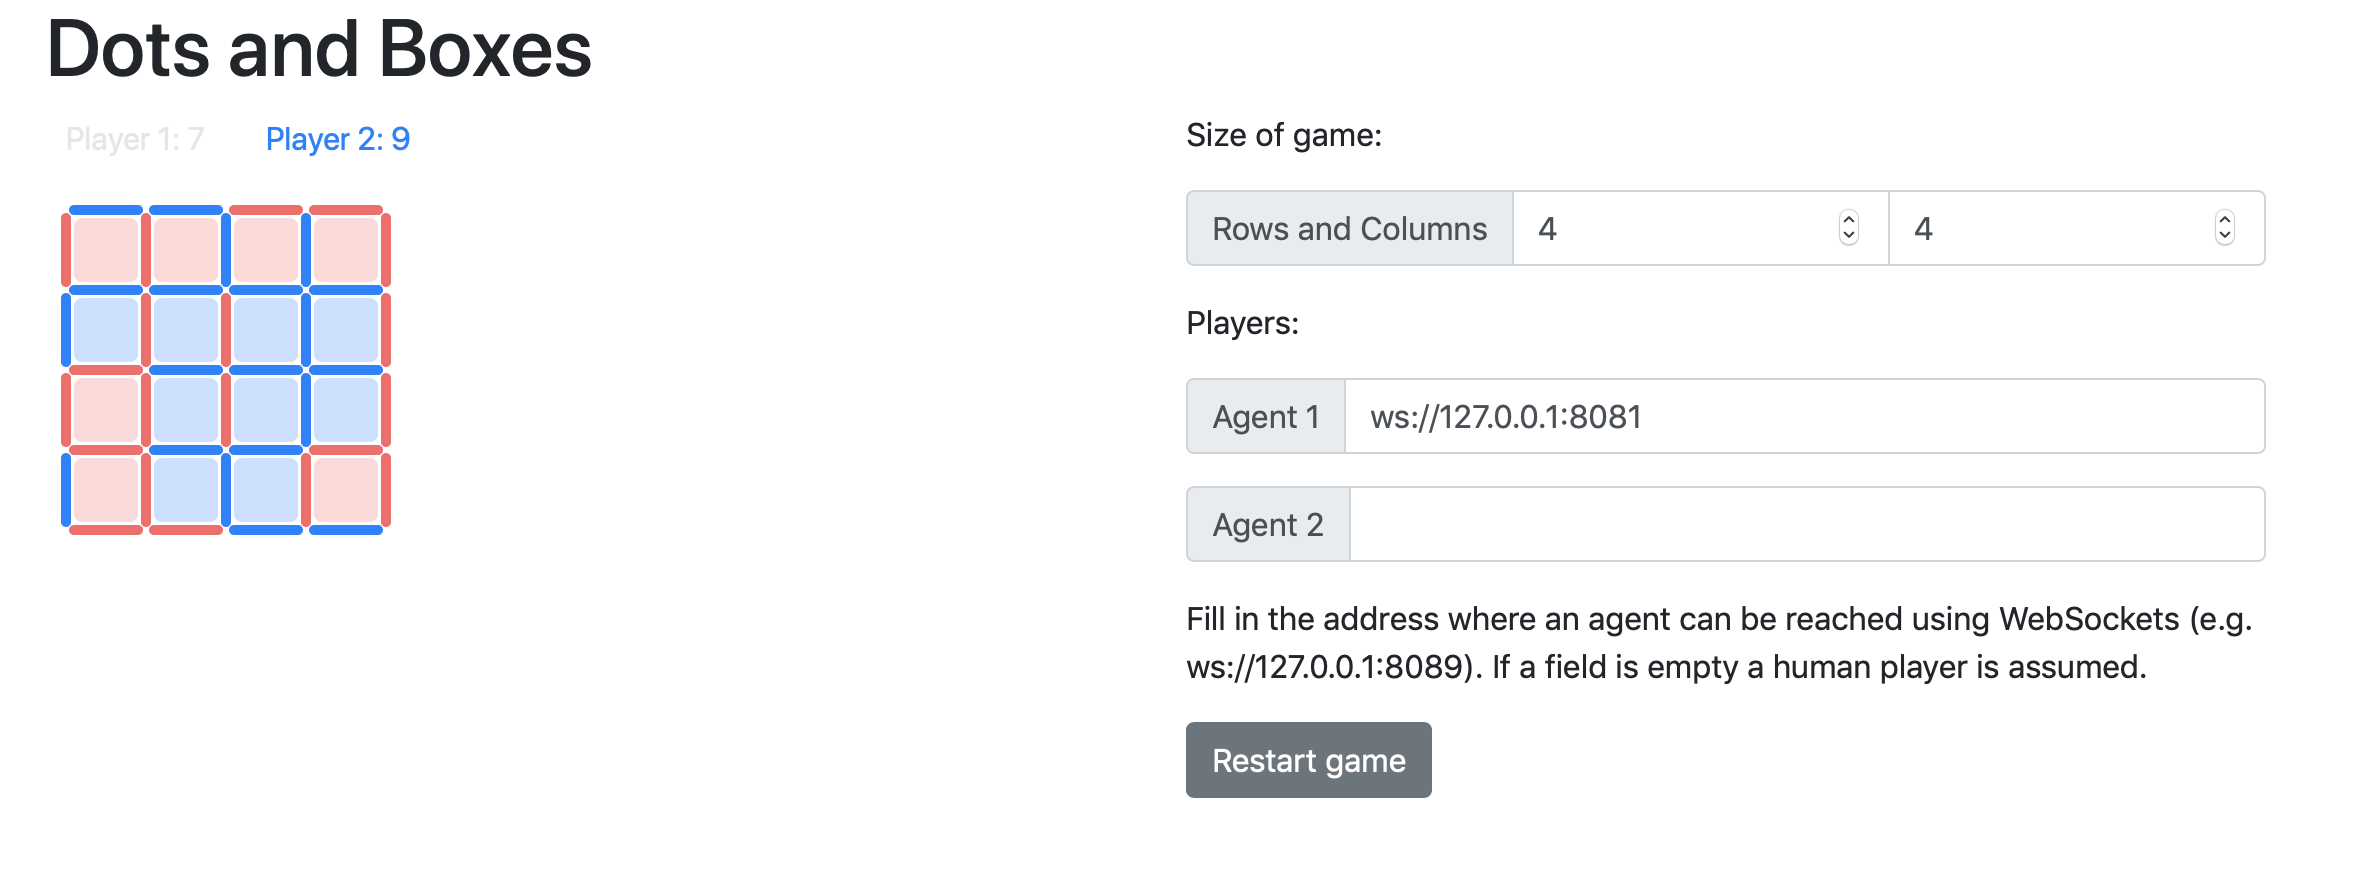 Dots and Boxes
Player 1: 7 Player 2: 9
Size of game:
Rows and Columns 4 4
Players:
Agent 1 ws://127.0.0.1:8081
Agent 2
Fill in the address where an agent can be reached using WebSockets (e.g.
ws://127.0.0.1:8089). If a field is empty a human player is assumed.
Restart game